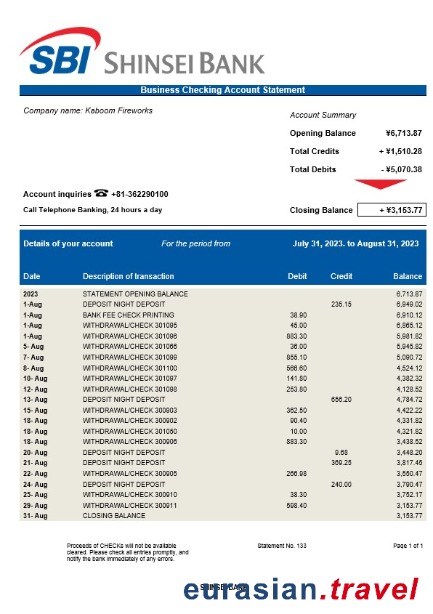 SBI SHINSEI BANK
Business Checking Account Statement
Company name: Kaboom Fireworks
Account Summary
Opening Balance ¥6,713.87
Total Credits + ¥1,510.28
Total Debits - ¥5,070.38
Account inquiries ☎ +81-362290100
Call Telephone Banking, 24 hours a day
Closing Balance + ¥3,153.77
Details of your account For the period from July 31, 2023. to August 31, 2023
Date Description of transaction Debit Credit Balance
2023 STATEMENT OPENING BALANCE 6,713.87
1-Aug DEPOSIT NIGHT DEPOSIT 235.15 6,949.02
1-Aug BANK FEE CHECK PRINTING 38.90 6,910.12
1-Aug WITHDRAWAL/CHECK 301095 45.00 6,865.12
1-Aug WITHDRAWAL/CHECK 301096 883.30 5,981.82
5- Aug WITHDRAWAL/CHECK 301066 36.00 5,945.82
7- Aug WITHDRAWAL/CHECK 301099 855.10 5,090.72
8- Aug WITHDRAWAL/CHECK 301100 566.60 4,524.12
10- Aug WITHDRAWAL/CHECK 301097 141.80 4,382.32
12- Aug WITHDRAWAL/CHECK 301098 253.80 4,128.52
13- Aug DEPOSIT NIGHT DEPOSIT 656.20 4,784.72
15- Aug WITHDRAWAL/CHECK 300903 362.50 4,422.22
18- Aug WITHDRAWAL/CHECK 300902 90.40 4,331.82
18- Aug WITHDRAWAL/CHECK 301050 10.00 4,321.82
18- Aug WITHDRAWAL/CHECK 300906 883.30 3,438.52
20- Aug DEPOSIT NIGHT DEPOSIT 9.68 3,448.20
21- Aug DEPOSIT NIGHT DEPOSIT 369.25 3,817.45
22- Aug WITHDRAWAL/CHECK 300905 266.98 3,550.47
24- Aug DEPOSIT NIGHT DEPOSIT 240.00 3,790.47
25- Aug WITHDRAWAL/CHECK 300910 38.30 3,752.17
29- Aug WITHDRAWAL/CHECK 300911 598.40 3,153.77
31- Aug CLOSING BALANCE 3,153.77
Proceeds of CHECKs will not be available Statement No. 133 Page 1 of 1
cleared. Please check all entries promptly, and
notify the bank immediately of any errors.
SHINSEI BANK
eurasian.travel